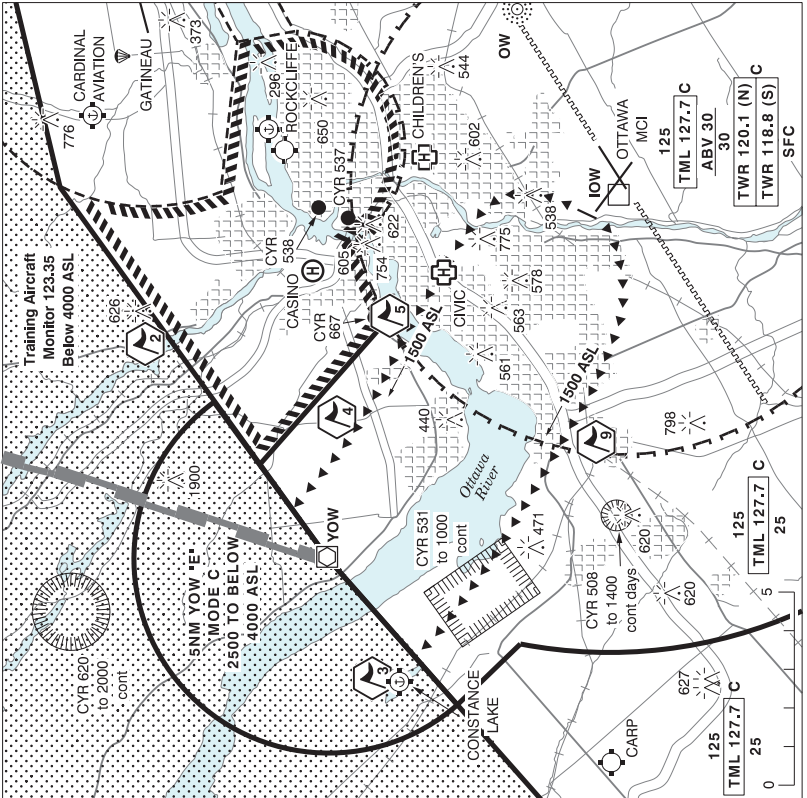 Training Aircraft
Monitor 123.35
Below 4000 ASL
776
CARDINAL
AVIATION
GATINEAU
373
296
ROCKCLIFFE
650
CYR 537
CYR
538
CASINO
605
754
622
CHILDREN'S
544
OW
602
IOW
OTTAWA
MCI
125
TML 127.7 C
ABV 30
30
TWR 120.1 (N) C
TWR 118.8 (S)
SFC
626
2
CYR
667
5
1500 ASL
CIVIC
775
538
578
563
561
4
440
1500 ASL
9
798
1900
YOW
5NM YOW "E"
MODE C
2500 TO BELOW
4000 ASL
Ottawa
River
CYR 531
to 1000
cont
471
620
CYR 508
to 1400
cont days
620
125
TML 127.7 C
25
CYR 620
to 2000
cont
3
CONSTANCE
LAKE
CARP
627
125
TML 127.7 C
25
0
5